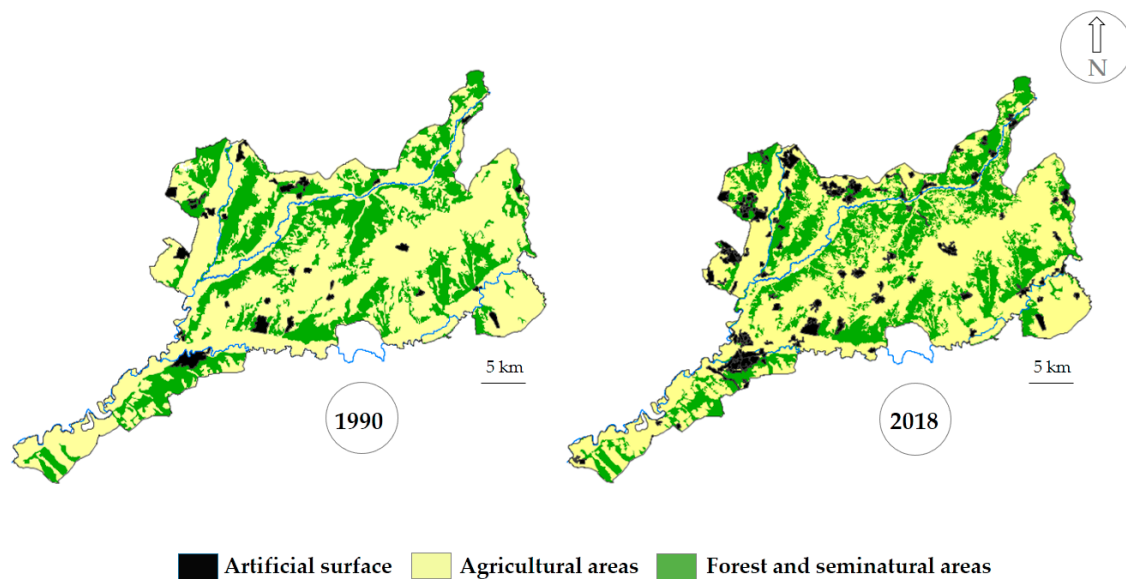 N
5 km
5 km
1990
2018
Artificial surface
Agricultural areas
Forest and seminatural areas